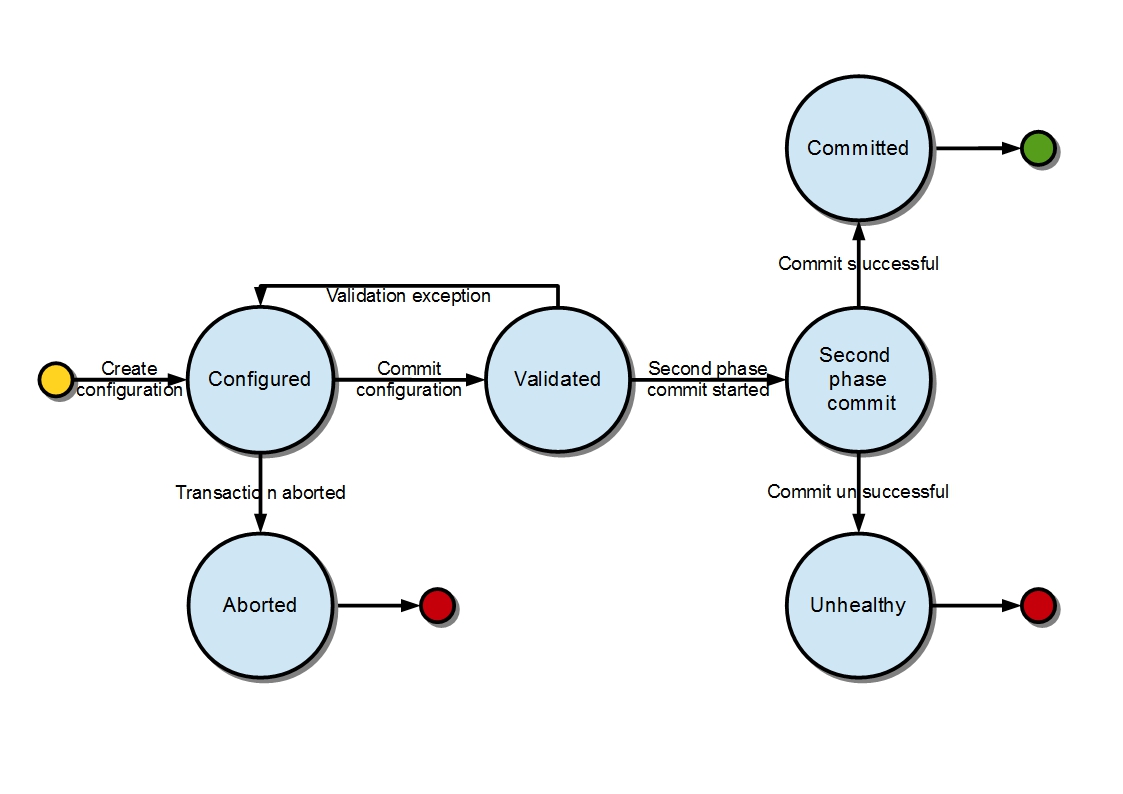 Committed
Commit successful
Validation exception
Create
configuration
Configured
Commit
configuration
Validated
Second phase
commit started
Second
phase
commit
Transaction aborted
Commit unsuccessful
Aborted
Unhealthy